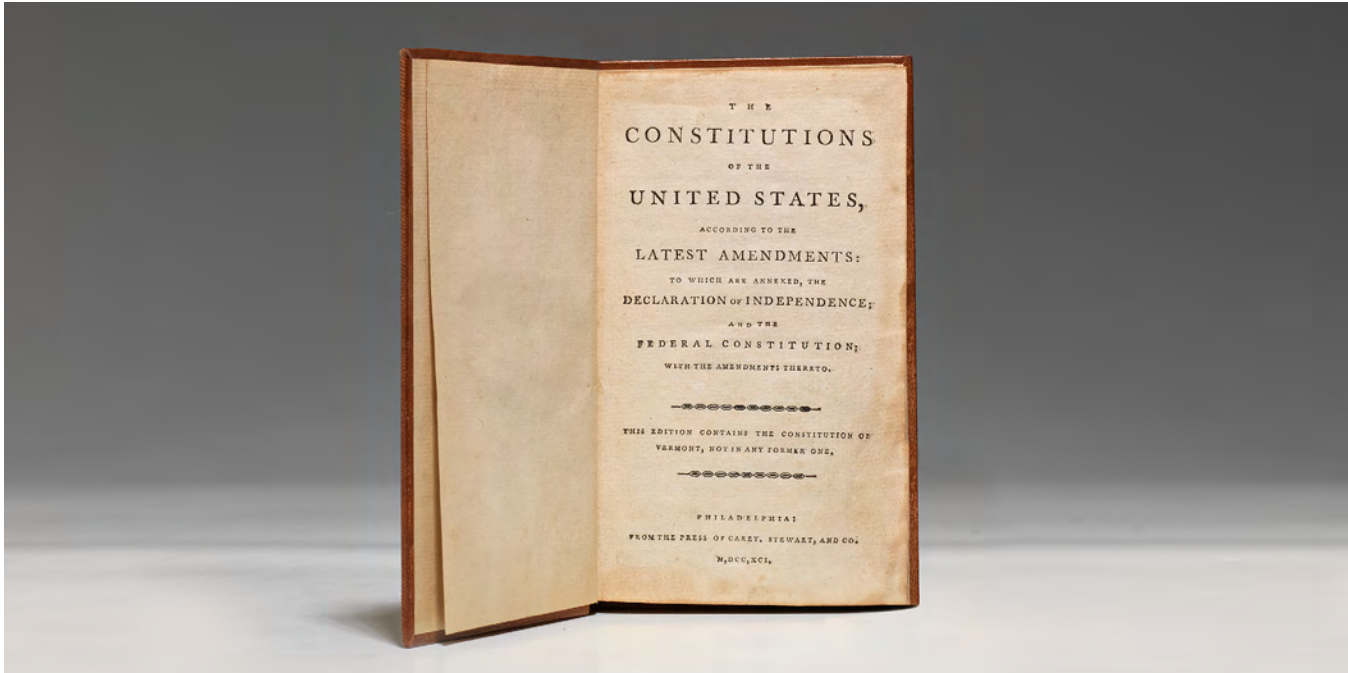 THE
CONSTITUTIONS
OF THE
UNITED STATES,
ACCORDING TO THE
LATEST AMENDMENTS:
TO WHICH ARE ANNEXED, THE
DECLARATION OF INDEPENDENCE;
AND THE
FEDERAL CONSTITUTION;
WITH THE AMENDMENTS THERETO.
THIS EDITION CONTAINS THE CONSTITUTION OF
VERMONT, NOT IN ANY FORMER ONE.
PHILADELPHIA:
FROM THE PRESS OF CAREY, STEWART, AND CO.
M,DCC,XCI.